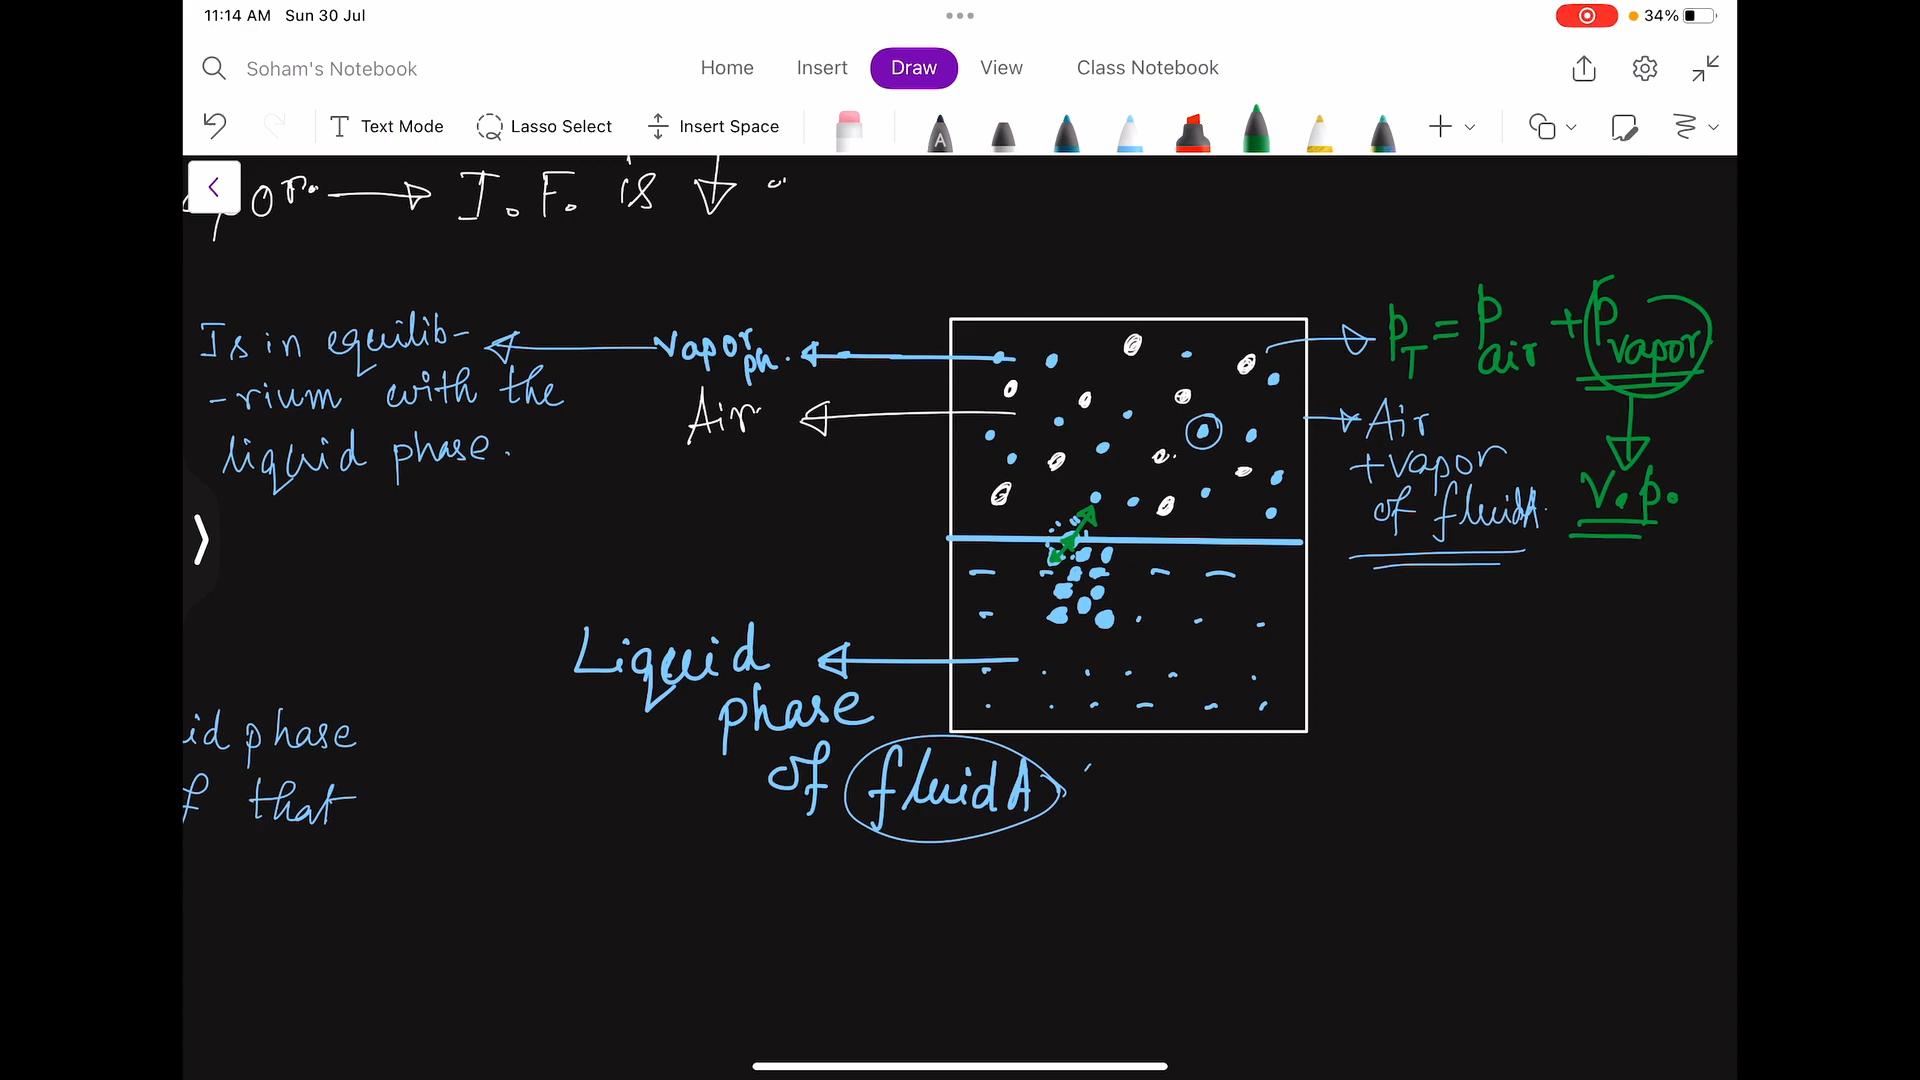 11:14 AM Sun 30 Jul
34%
Soham's Notebook
Home Insert Draw View Class Notebook
Text Mode Lasso Select Insert Space
A
por. → I. F. is ↓
Is in equilib-
-rium with the
liquid phase.
vapor ph.
Air
P_T = P_air + P_vapor
Air
+vapor
of fluid A.
v.p.
Liquid
phase
of fluid A
id phase
f that